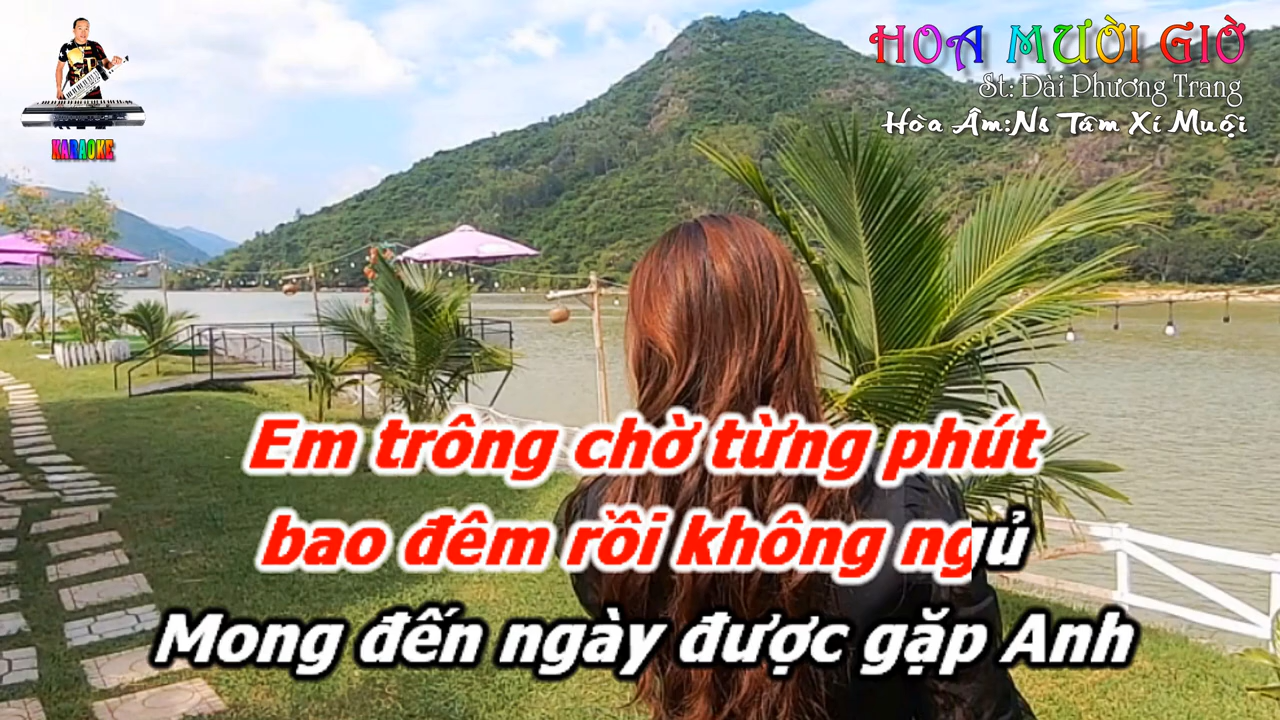 HOA MƯỜI GIỜ
St: Đài Phương Trang
Hòa Âm:Ns Tâm Xí Muội
KARAOKE
Em trông chờ từng phút
bao đêm rồi không ngủ
Mong đến ngày được gặp Anh